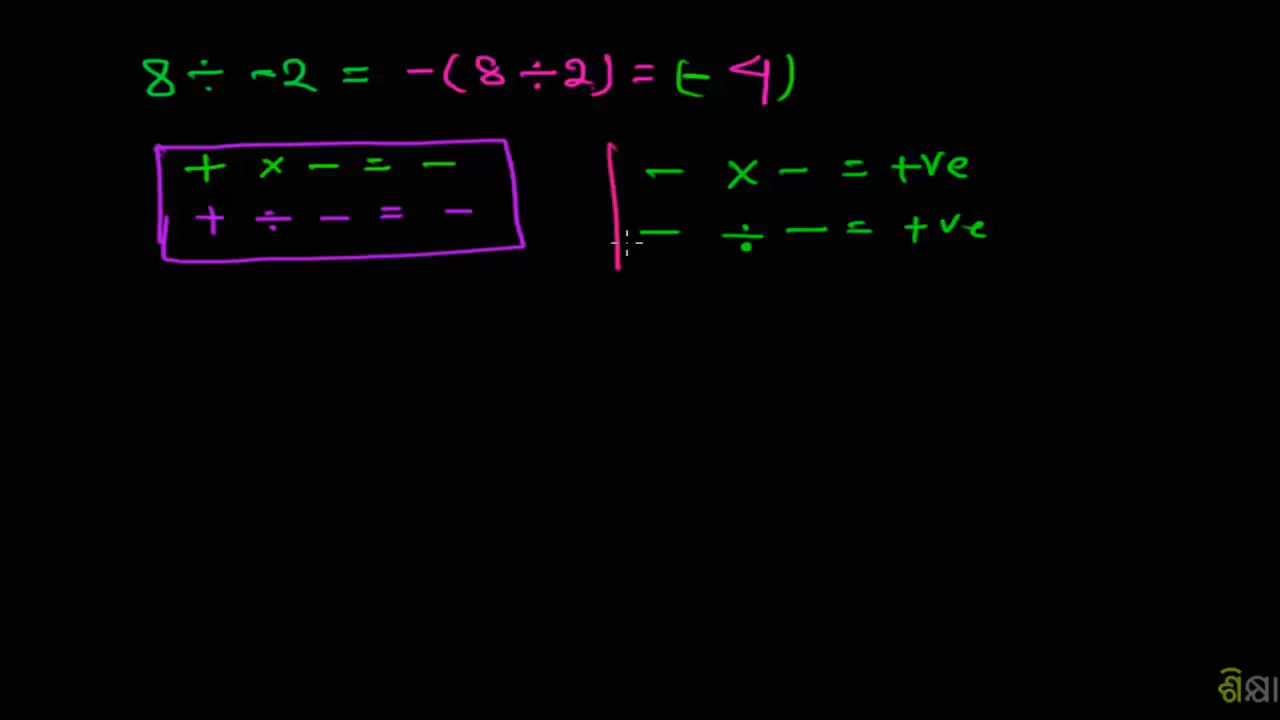 8 ÷ -2 = -(8 ÷ 2) = (- 4)
+ × - = -
+ ÷ - = -
- × - = +ve
- ÷ - = +ve
ଶିକ୍ଷା